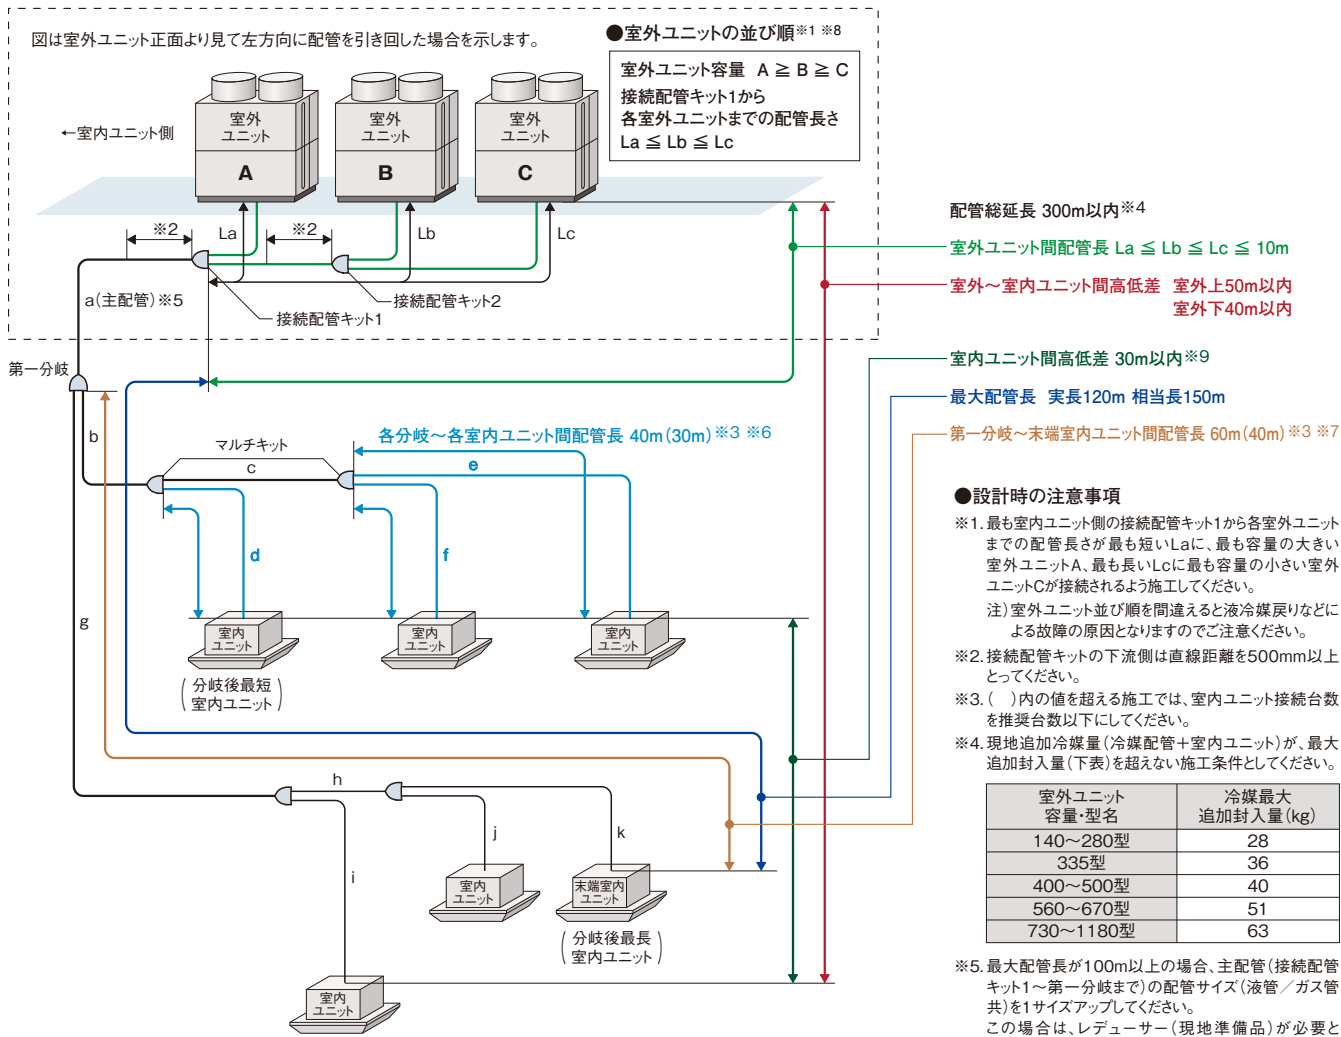 図は室外ユニット正面より見て左方向に配管を引き回した場合を示します。
●室外ユニットの並び順※1 ※8
室外ユニット容量 A ≧ B ≧ C
接続配管キット1から
各室外ユニットまでの配管長さ
La ≦ Lb ≦ Lc
←室内ユニット側
室外
ユニット
A
室外
ユニット
B
室外
ユニット
C
※2
La
※2
Lb
Lc
a(主配管)※5
接続配管キット2
接続配管キット1
第一分岐
配管総延長 300m以内※4
室外ユニット間配管長 La ≦ Lb ≦ Lc ≦ 10m
室外～室内ユニット間高低差 室外上50m以内
室外下40m以内
室内ユニット間高低差 30m以内※9
最大配管長 実長120m 相当長150m
第一分岐～末端室内ユニット間配管長 60m(40m)※3 ※7
b
マルチキット
c
各分岐～各室内ユニット間配管長 40m(30m)※3 ※6
e
d
f
g
室内
ユニット
室内
ユニット
室内
ユニット
(分岐後最短
室内ユニット)
h
j
k
i
室内
ユニット
末端室内
ユニット
(分岐後最長
室内ユニット)
室内
ユニット
●設計時の注意事項
※1. 最も室内ユニット側の接続配管キット1から各室外ユニット
までの配管長さが最も短いLaに、最も容量の大きい
室外ユニットA、最も長いLcに最も容量の小さい室外
ユニットCが接続されるよう施工してください。
注)室外ユニット並び順を間違えると液冷媒戻りなどに
よる故障の原因となりますのでご注意ください。
※2. 接続配管キットの下流側は直線距離を500mm以上
とってください。
※3. ( )内の値を超える施工では、室内ユニット接続台数
を推奨台数以下にしてください。
※4. 現地追加冷媒量(冷媒配管＋室内ユニット)が、最大
追加封入量(下表)を超えない施工条件としてください。
室外ユニット
容量・型名
冷媒最大
追加封入量(kg)
140～280型 28
335型 36
400～500型 40
560～670型 51
730～1180型 63
※5. 最大配管長が100m以上の場合、主配管(接続配管
キット1～第一分岐まで)の配管サイズ(液管／ガス管
共)を1サイズアップしてください。
この場合は、レデューサー(現地準備品)が必要と